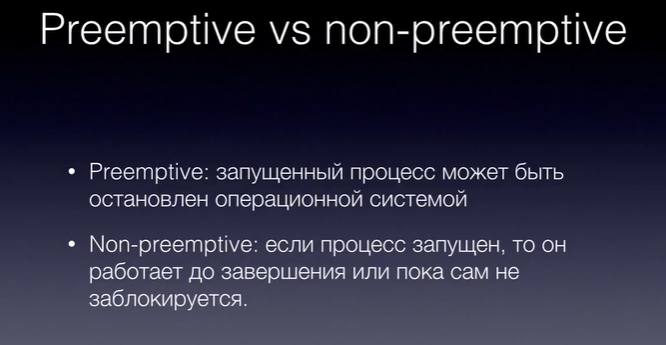 Preemptive vs non-preemptive
• Preemptive: запущенный процесс может быть
остановлен операционной системой
• Non-preemptive: если процесс запущен, то он
работает до завершения или пока сам не
заблокируется.